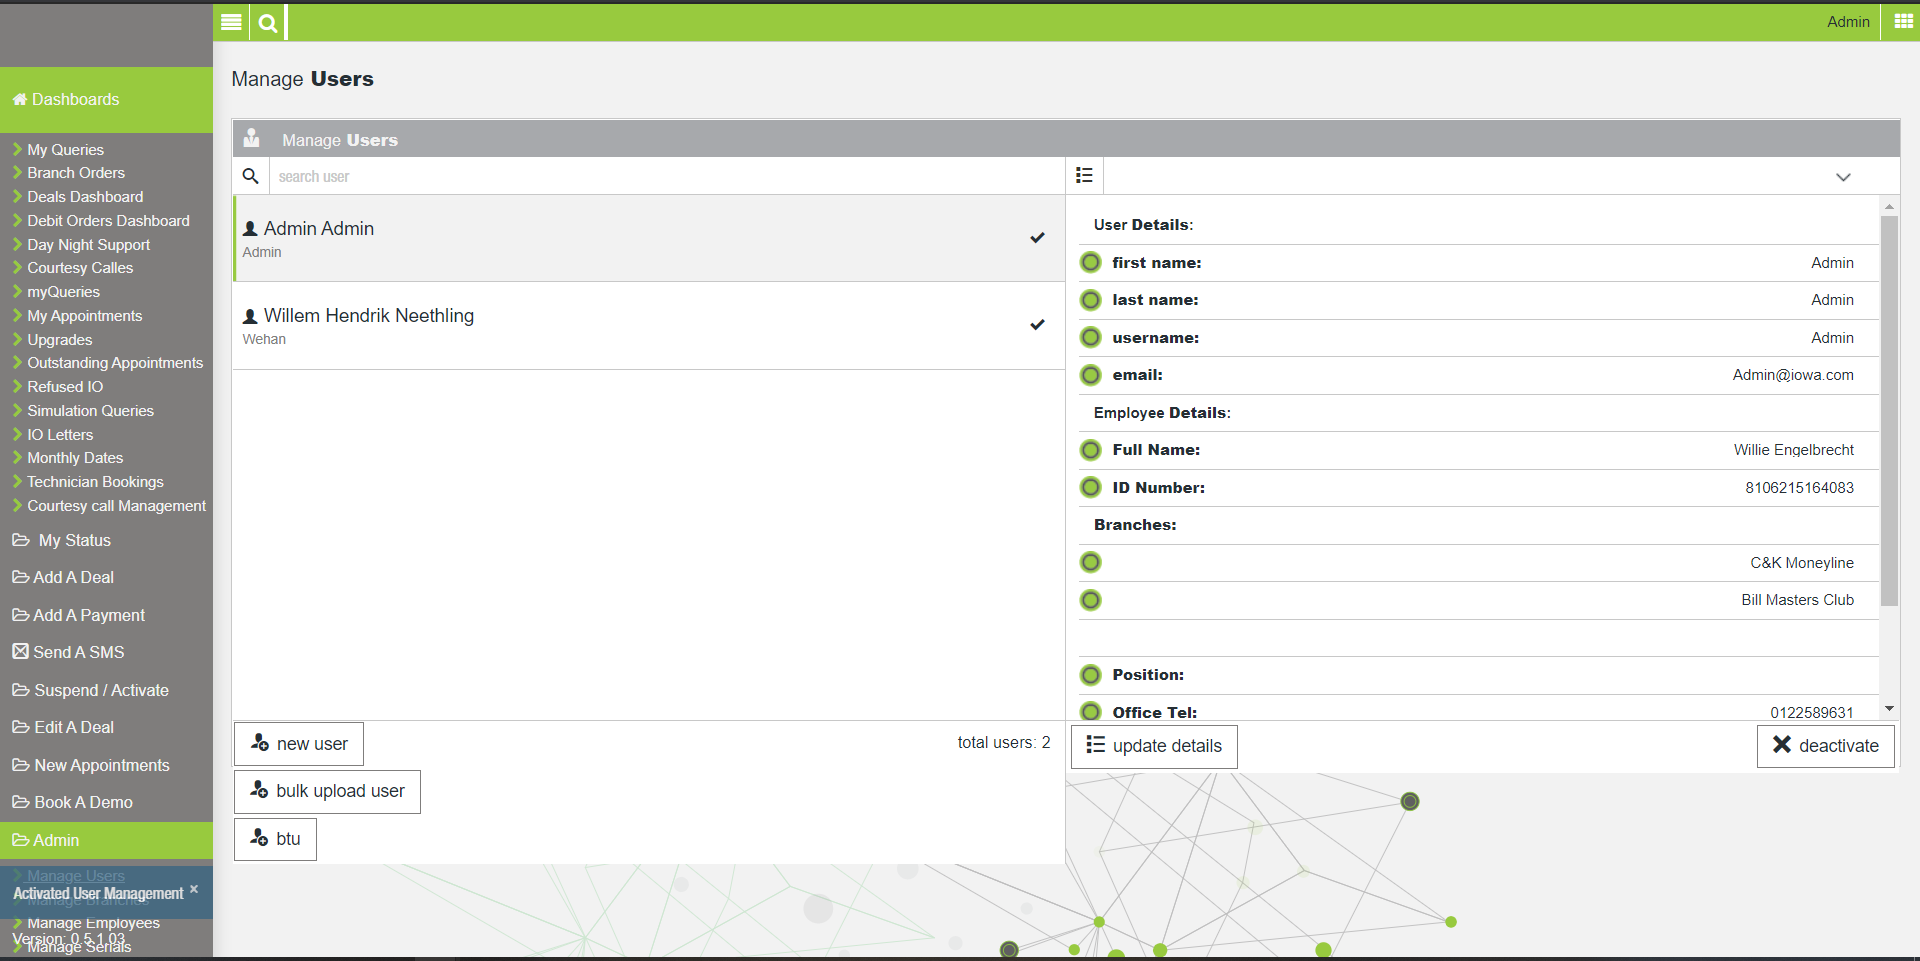 Admin
Manage Users
Dashboards
My Queries
Branch Orders
Deals Dashboard
Debit Orders Dashboard
Day Night Support
Courtesy Calles
myQueries
My Appointments
Upgrades
Outstanding Appointments
Refused IO
Simulation Queries
IO Letters
Monthly Dates
Technician Bookings
Courtesy call Management
My Status
Add A Deal
Add A Payment
Send A SMS
Suspend / Activate
Edit A Deal
New Appointments
Book A Demo
Admin
Manage Users
Activated User Management ×
Manage Branches
Manage Employees
Version: 0.5.1.03
Manage Serials
Manage Users
search user
Admin Admin
Admin
Willem Hendrik Neethling
Wehan
new user
total users: 2
bulk upload user
btu
User Details:
first name: Admin
last name: Admin
username: Admin
email: Admin@iowa.com
Employee Details:
Full Name: Willie Engelbrecht
ID Number: 8106215164083
Branches:
C&K Moneyline
Bill Masters Club
Position:
Office Tel: 0122589631
update details
deactivate